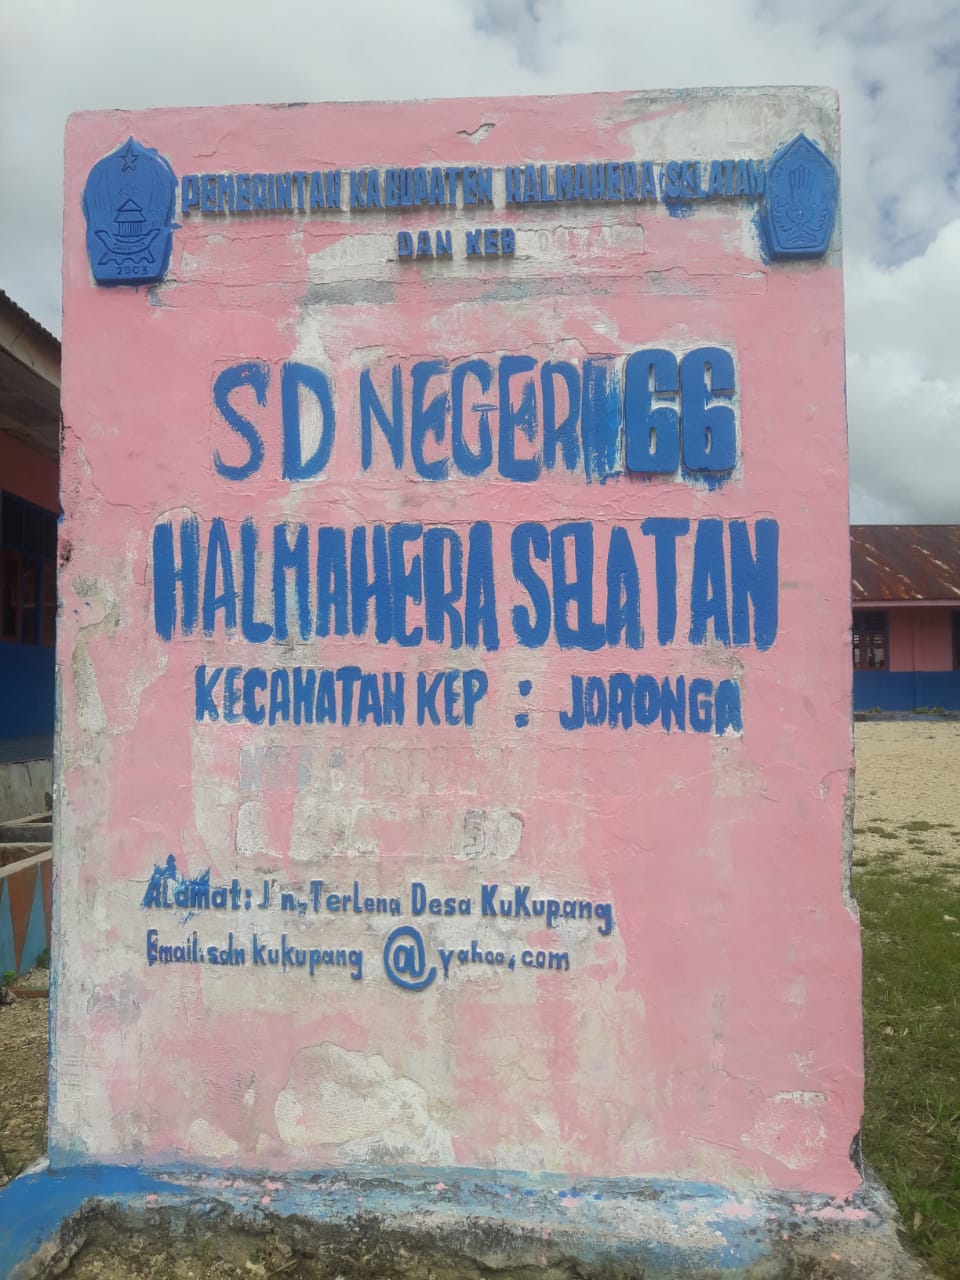 PEMERINTAH KABUPATEN HALMAHERA SELATAN
DAN KEB
2003
SD NEGERI 66
HALMAHERA SELATAN
KECAMATAN KEP : JORONGA
ALamat: J'n, TerLena Desa KuKupang
Email.sdn kukupang @ yahoo, com